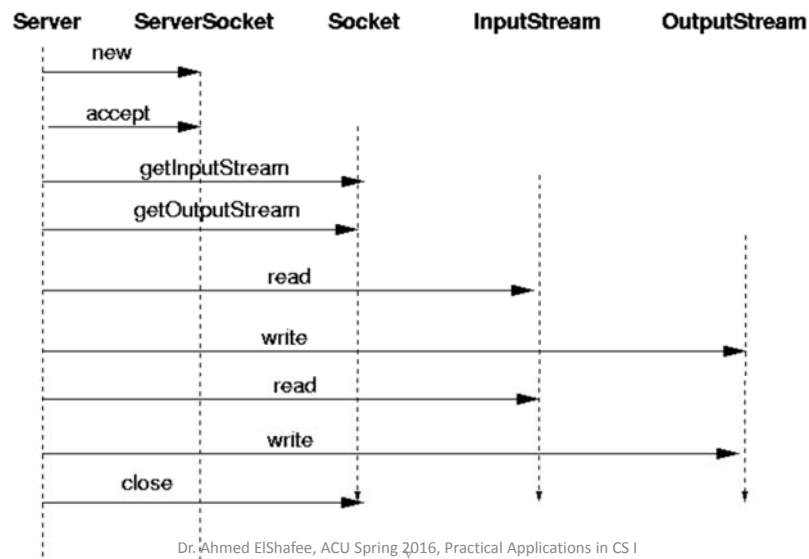 Server ServerSocket Socket InputStream OutputStream
new
accept
getInputStream
getOutputStream
read
write
read
write
close
Dr. Ahmed ElShafee, ACU Spring 2016, Practical Applications in CS I